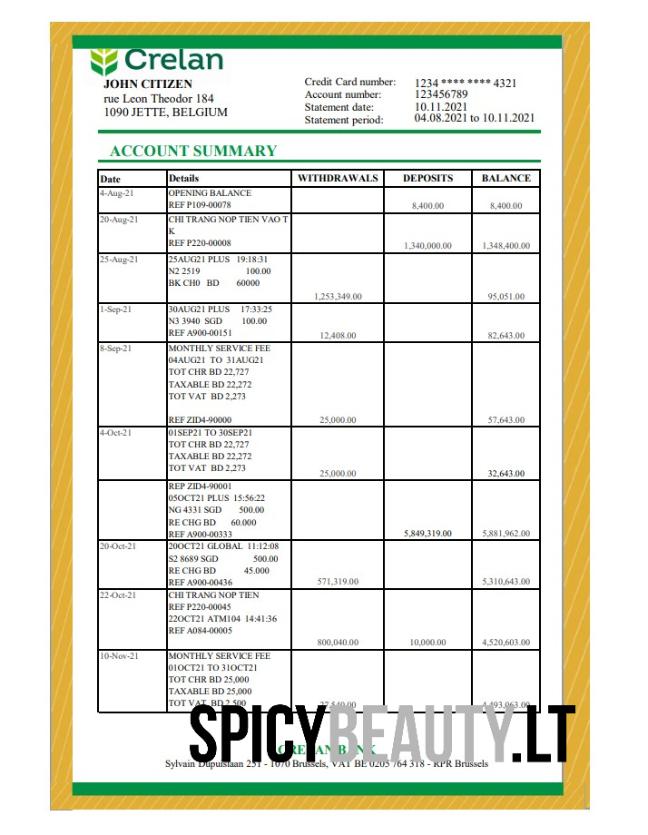 Crelan
JOHN CITIZEN
rue Leon Theodor 184
1090 JETTE, BELGIUM
Credit Card number: 1234 **** **** 4321
Account number: 123456789
Statement date: 10.11.2021
Statement period: 04.08.2021 to 10.11.2021
ACCOUNT SUMMARY
Date Details WITHDRAWALS DEPOSITS BALANCE
4-Aug-21 OPENING BALANCE
REF P109-00078 8,400.00 8,400.00
20-Aug-21 CHI TRANG NOP TIEN VAO T
K
REF P220-00008 1,340,000.00 1,348,400.00
25-Aug-21 25AUG21 PLUS 19:18:31
N2 2519 100.00
BK CH0 BD 60000
1,253,349.00 95,051.00
1-Sep-21 30AUG21 PLUS 17:33:25
N3 3940 SGD 100.00
REF A900-00151 12,408.00 82,643.00
8-Sep-21 MONTHLY SERVICE FEE
04AUG21 TO 31AUG21
TOT CHR BD 22,727
TAXABLE BD 22,272
TOT VAT BD 2,273
REF ZID4-90000 25,000.00 57,643.00
4-Oct-21 01SEP21 TO 30SEP21
TOT CHR BD 22,727
TAXABLE BD 22,272
TOT VAT BD 2,273 25,000.00 32,643.00
REP ZID4-90001
05OCT21 PLUS 15:56:22
NG 4331 SGD 500.00
RE CHG BD 60.000
REF A900-00333 5,849,319.00 5,881,962.00
20-Oct-21 20OCT21 GLOBAL 11:12:08
S2 8689 SGD 500.00
RE CHG BD 45.000
REF A900-00436 571,319.00 5,310,643.00
22-Oct-21 CHI TRANG NOP TIEN
REF P220-00045
22OCT21 ATM104 14:41:36
REF A084-00005
800,040.00 10,000.00 4,520,603.00
10-Nov-21 MONTHLY SERVICE FEE
01OCT21 TO 31OCT21
TOT CHR BD 25,000
TAXABLE BD 25,000
TOT VAT BD 2,500
SPICYBEAUTY.LT
CRELAN BANK
Sylvain Dupuislaan 251 - 1070 Brussels, VAT BE 0205 764 318 - RPR Brussels